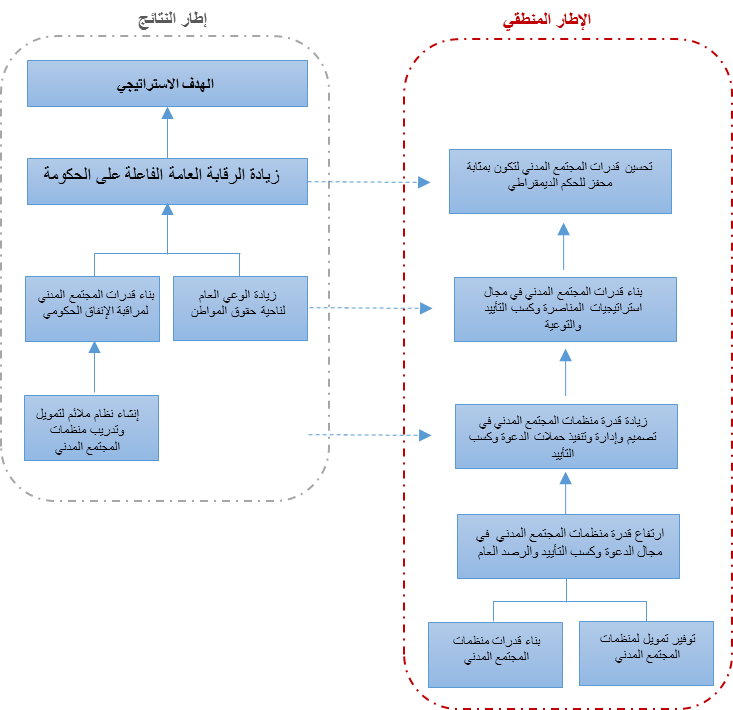 الإطار المنطقي
تحسين قدرات المجتمع المدني لتكون بمثابة
محفز للحكم الديمقراطي
بناء قدرات المجتمع المدني في مجال
استراتيجيات المناصرة وكسب التأييد
والتوعية
زيادة قدرة منظمات المجتمع المدني في
تصميم وإدارة وتنفيذ حملات الدعوة وكسب
التأييد
ارتفاع قدرة منظمات المجتمع المدني في
مجال الدعوة وكسب التأييد والرصد العام
توفير تمويل لمنظمات
المجتمع المدني
بناء قدرات منظمات
المجتمع المدني
إطار النتائج
الهدف الاستراتيجي
زيادة الرقابة العامة الفاعلة على الحكومة
زيادة الوعي العام
لناحية حقوق المواطن
بناء قدرات المجتمع المدني
لمراقبة الإنفاق الحكومي
إنشاء نظام ملائم لتمويل
وتدريب منظمات
المجتمع المدني